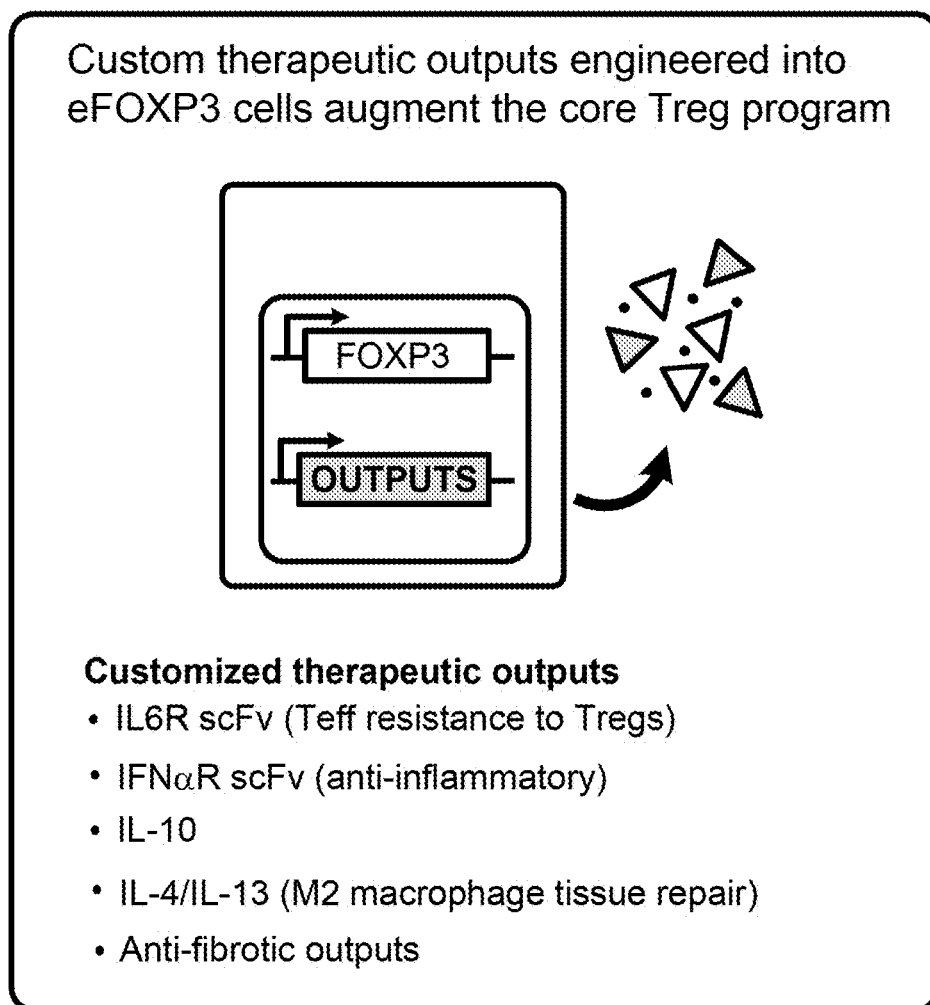 Custom therapeutic outputs engineered into
eFOXP3 cells augment the core Treg program
FOXP3
OUTPUTS
Customized therapeutic outputs
• IL6R scFv (Teff resistance to Tregs)
• IFNαR scFv (anti-inflammatory)
• IL-10
• IL-4/IL-13 (M2 macrophage tissue repair)
• Anti-fibrotic outputs